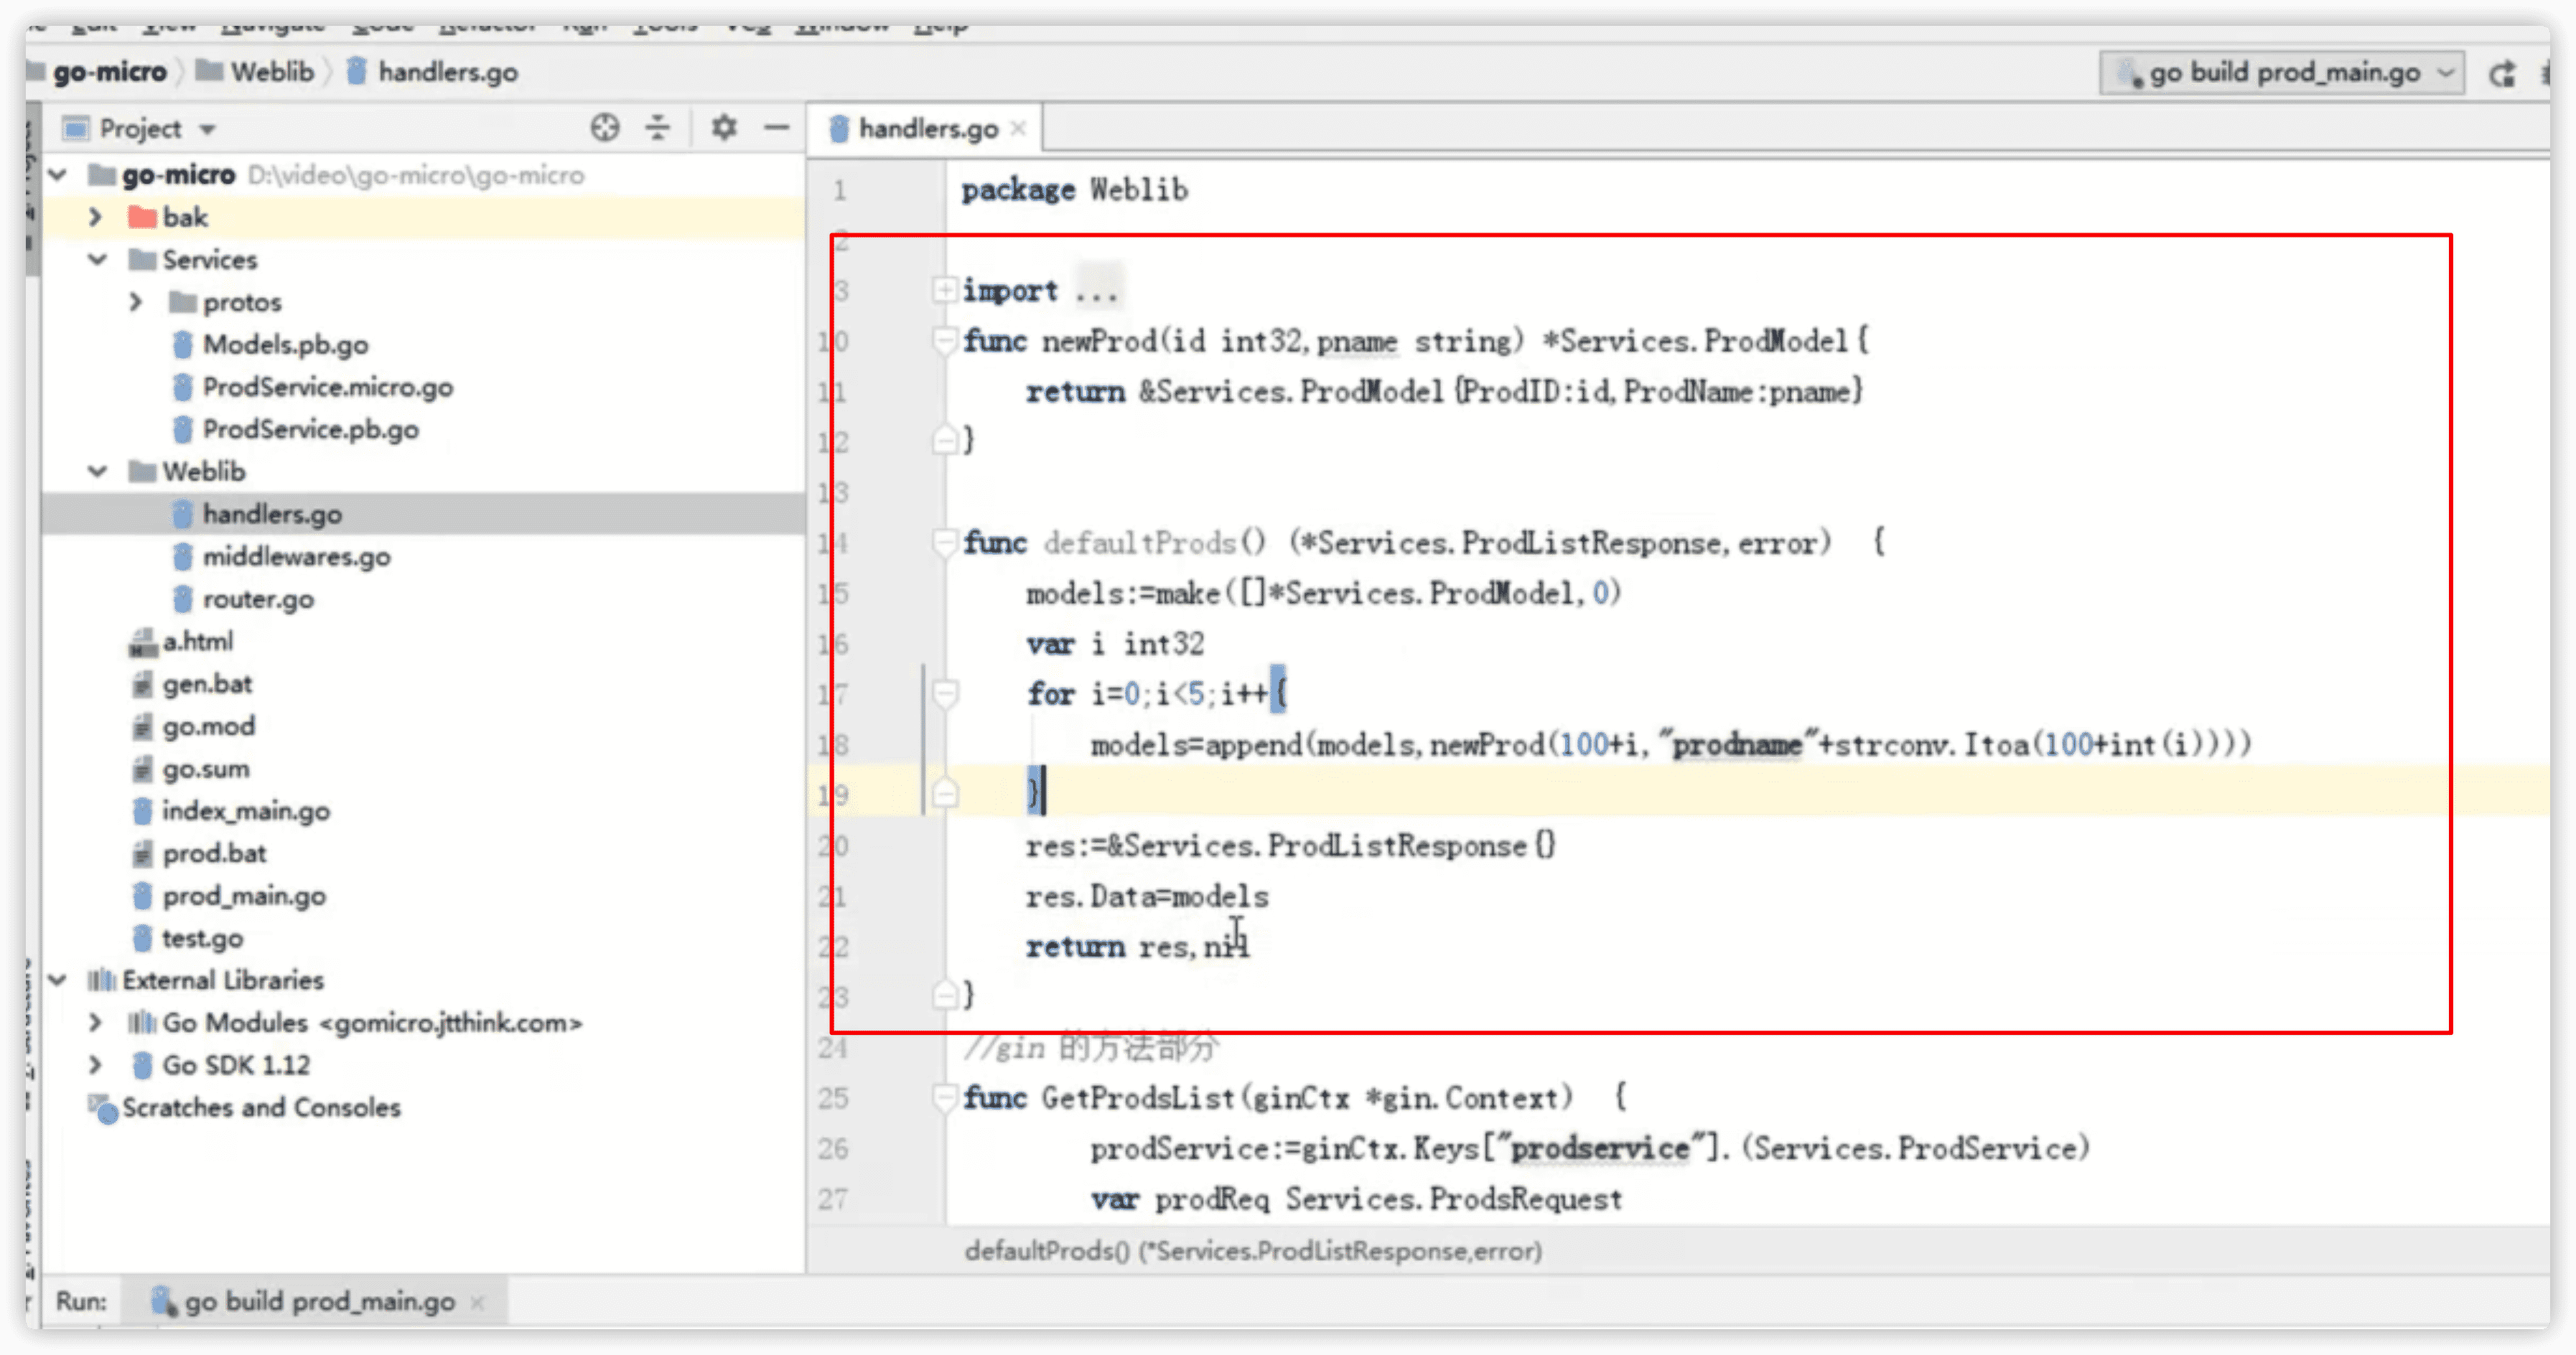 Edit View Navigate Code Refactor Run Tools VCS Window Help
go-micro Weblib handlers.go
go build prod_main.go
Project
go-micro D:\video\go-micro\go-micro
bak
Services
protos
Models.pb.go
ProdService.micro.go
ProdService.pb.go
Weblib
handlers.go
middlewares.go
router.go
a.html
gen.bat
go.mod
go.sum
index_main.go
prod.bat
prod_main.go
test.go
External Libraries
Go Modules <gomicro.jtthink.com>
Go SDK 1.12
Scratches and Consoles
handlers.go
1 package Weblib
2
3 import ...
10 func newProd(id int32,pname string) *Services.ProdModel{
11 return &Services.ProdModel{ProdID:id,ProdName:pname}
12 }
13
14 func defaultProds() (*Services.ProdListResponse,error) {
15 models:=make([]*Services.ProdModel,0)
16 var i int32
17 for i=0;i<5;i++{
18 models=append(models,newProd(100+i,"prodname"+strconv.Itoa(100+int(i))))
19 }
20 res:=&Services.ProdListResponse{}
21 res.Data=models
22 return res,nil
23 }
24 //gin 的方法部分
25 func GetProdsList(ginCtx *gin.Context) {
26 prodService:=ginCtx.Keys["prodservice"].(Services.ProdService)
27 var prodReq Services.ProdsRequest
defaultProds() (*Services.ProdListResponse,error)
Run: go build prod_main.go